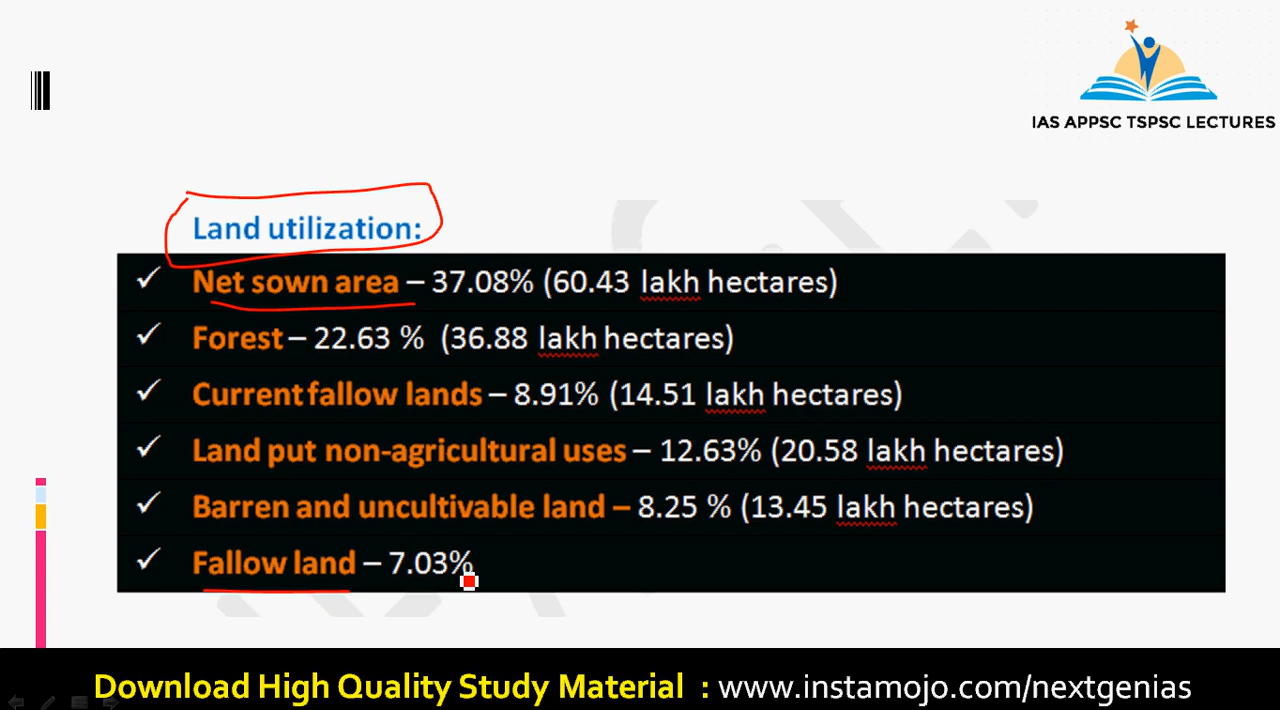 IAS APPSC TSPSC LECTURES
Land utilization:
✓ Net sown area – 37.08% (60.43 lakh hectares)
✓ Forest – 22.63 % (36.88 lakh hectares)
✓ Current fallow lands – 8.91% (14.51 lakh hectares)
✓ Land put non-agricultural uses – 12.63% (20.58 lakh hectares)
✓ Barren and uncultivable land – 8.25 % (13.45 lakh hectares)
✓ Fallow land – 7.03%
Download High Quality Study Material : www.instamojo.com/nextgenias